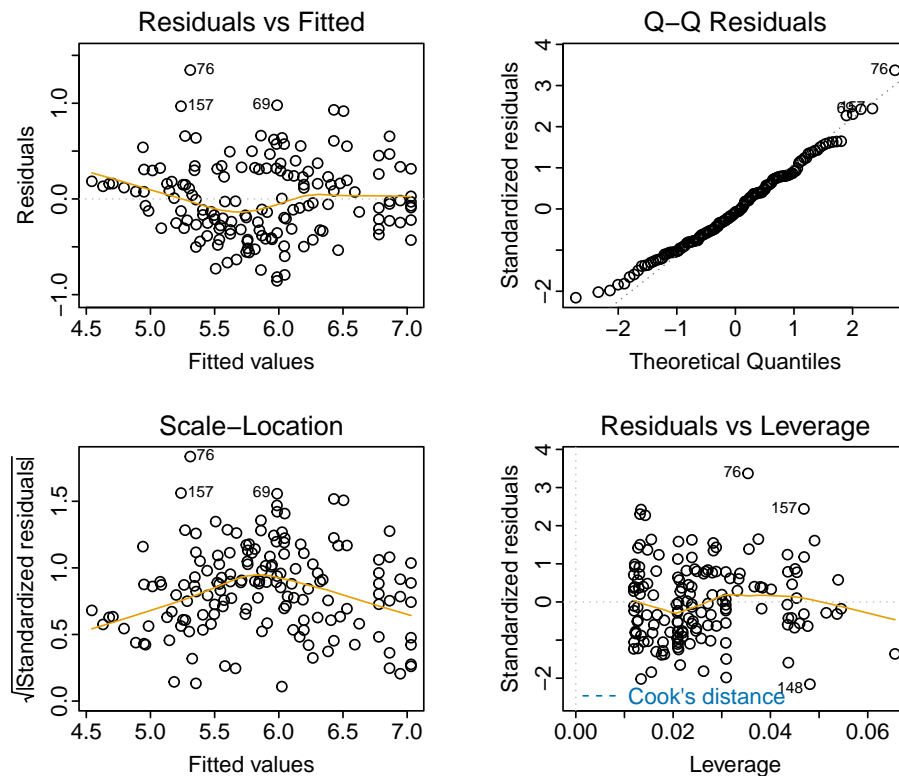 Residuals vs Fitted
Residuals
1.0
0.0
−1.0
76
157
69
4.5 5.0 5.5 6.0 6.5 7.0
Fitted values
Q−Q Residuals
Standardized residuals
4
3
2
1
0
−2
76
157
69
−2 −1 0 1 2
Theoretical Quantiles
Scale−Location
√|Standardized residuals|
1.5
1.0
0.5
0.0
76
157
69
4.5 5.0 5.5 6.0 6.5 7.0
Fitted values
Residuals vs Leverage
Standardized residuals
4
3
2
1
0
−2
76
157
148
Cook's distance
0.00 0.02 0.04 0.06
Leverage